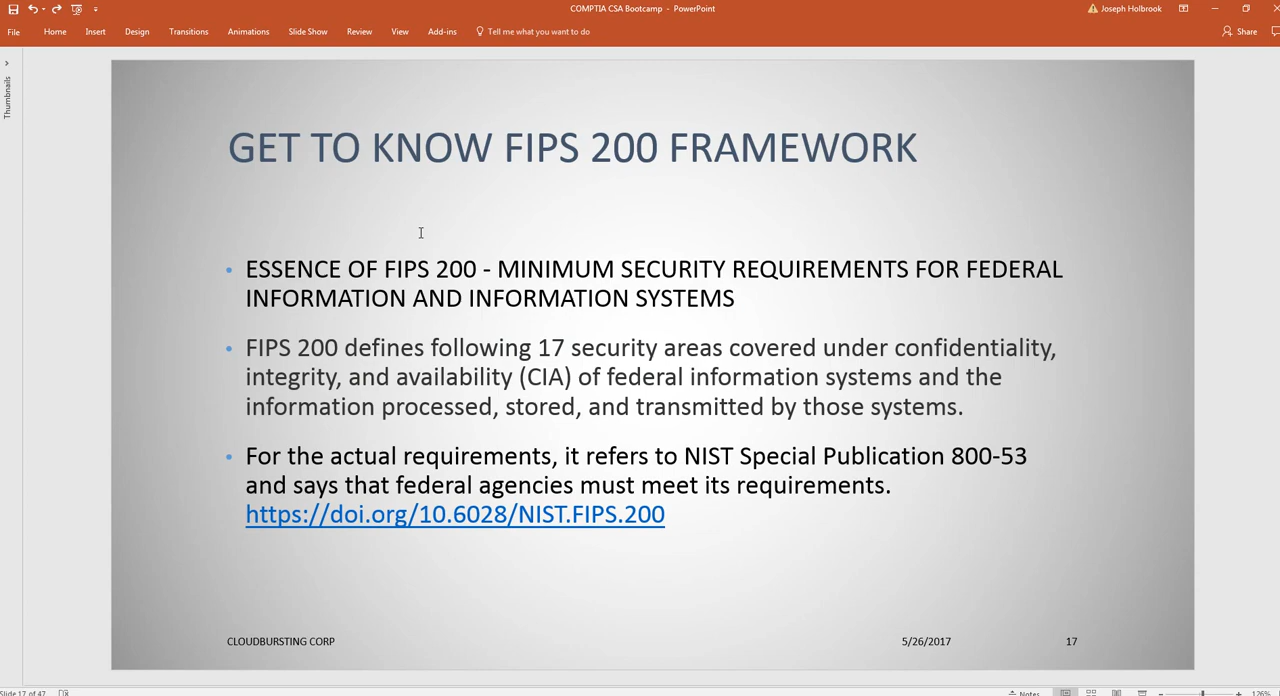 COMPTIA CSA Bootcamp - PowerPoint
Joseph Holbrook
File Home Insert Design Transitions Animations Slide Show Review View Add-ins Tell me what you want to do
Share
Thumbnails
GET TO KNOW FIPS 200 FRAMEWORK
• ESSENCE OF FIPS 200 - MINIMUM SECURITY REQUIREMENTS FOR FEDERAL
INFORMATION AND INFORMATION SYSTEMS
• FIPS 200 defines following 17 security areas covered under confidentiality,
integrity, and availability (CIA) of federal information systems and the
information processed, stored, and transmitted by those systems.
• For the actual requirements, it refers to NIST Special Publication 800-53
and says that federal agencies must meet its requirements.
https://doi.org/10.6028/NIST.FIPS.200
CLOUDBURSTING CORP 5/26/2017 17
Slide 17 of 47 Notes 126%